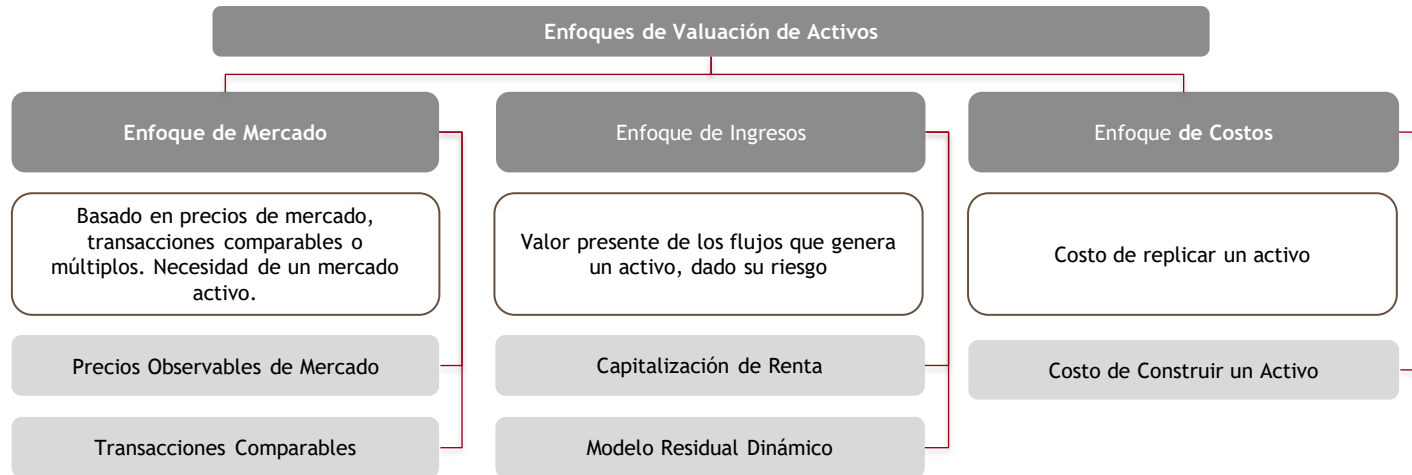 Enfoques de Valuación de Activos
Enfoque de Mercado
Enfoque de Ingresos
Enfoque de Costos
Basado en precios de mercado,
transacciones comparables o
múltiplos. Necesidad de un mercado
activo.
Valor presente de los flujos que genera
un activo, dado su riesgo
Costo de replicar un activo
Precios Observables de Mercado
Capitalización de Renta
Costo de Construir un Activo
Transacciones Comparables
Modelo Residual Dinámico